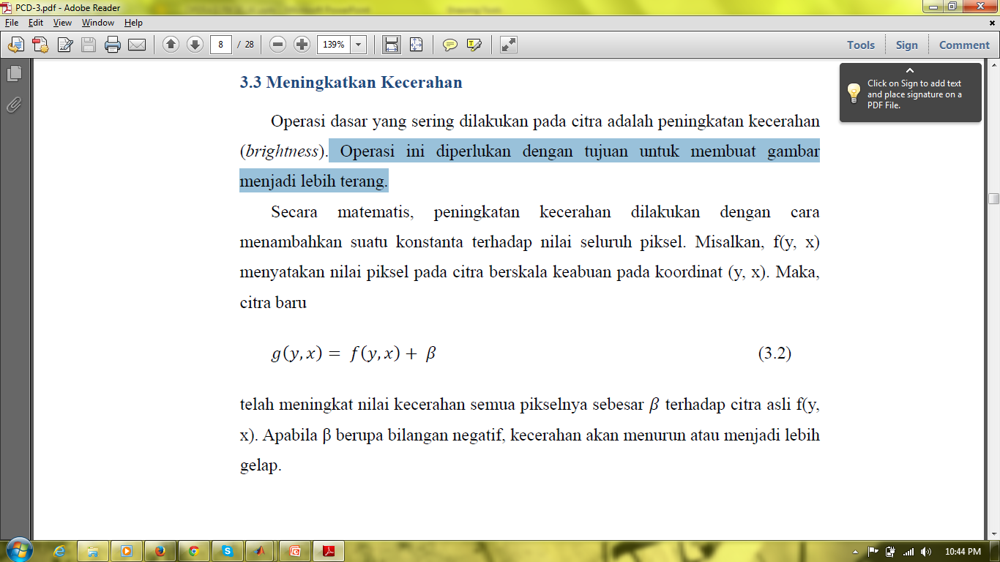 PCD-3.pdf - Adobe Reader
File Edit View Window Help
8 / 28 139% Tools Sign Comment
Click on Sign to add text
and place signature on a
PDF File.
3.3 Meningkatkan Kecerahan
Operasi dasar yang sering dilakukan pada citra adalah peningkatan kecerahan
(brightness). Operasi ini diperlukan dengan tujuan untuk membuat gambar
menjadi lebih terang.
Secara matematis, peningkatan kecerahan dilakukan dengan cara
menambahkan suatu konstanta terhadap nilai seluruh piksel. Misalkan, f(y, x)
menyatakan nilai piksel pada citra berskala keabuan pada koordinat (y, x). Maka,
citra baru
g(y, x) = f(y, x) + β (3.2)
telah meningkat nilai kecerahan semua pikselnya sebesar β terhadap citra asli f(y,
x). Apabila β berupa bilangan negatif, kecerahan akan menurun atau menjadi lebih
gelap.
10:44 PM